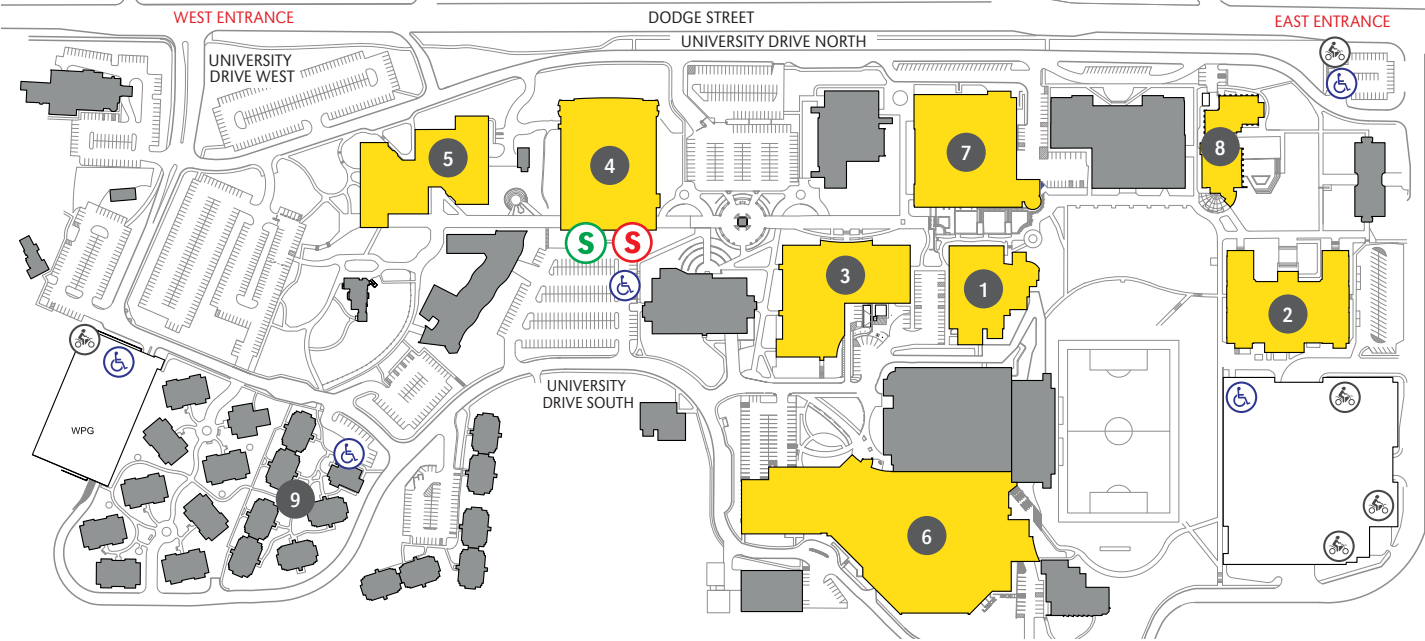 WEST ENTRANCE
DODGE STREET
EAST ENTRANCE
UNIVERSITY DRIVE NORTH
UNIVERSITY
DRIVE WEST
5
4
7
8
S
S
3
1
2
UNIVERSITY
DRIVE SOUTH
WPG
9
6